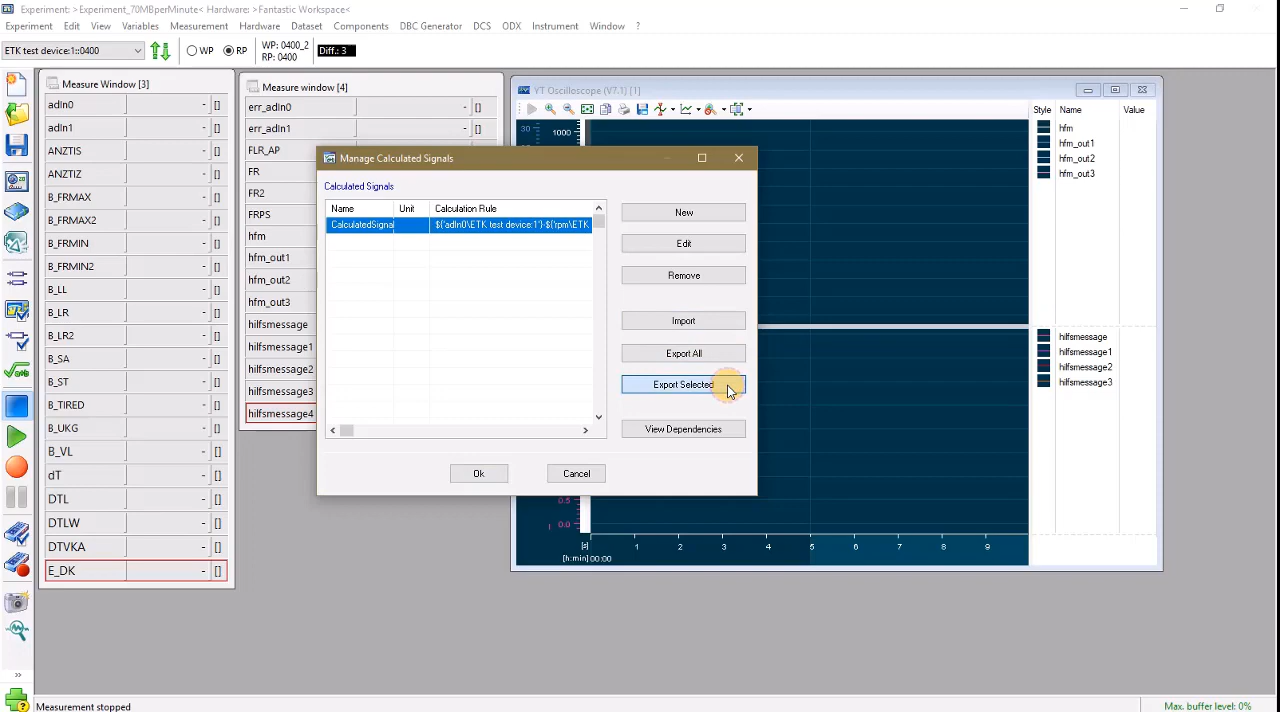 Experiment: >Experiment_70MBperMinute< Hardware: >Fantastic Workspace<
Experiment Edit View Variables Measurement Hardware Dataset Components DBC Generator DCS ODX Instrument Window ?
ETK test device:1::0400
WP RP
WP: 0400_2
RP: 0400
Diff.: 3
Measure Window [3]
adIn0 - []
adIn1 - []
ANZTIS - []
ANZTIZ - []
B_FRMAX - []
B_FRMAX2 - []
B_FRMIN - []
B_FRMIN2 - []
B_LL - []
B_LR - []
B_LR2 - []
B_SA - []
B_ST - []
B_TIRED - []
B_UKG - []
B_VL - []
dT - []
DTL - []
DTLW - []
DTVKA - []
E_DK - []
Measure window [4]
err_adIn0 - []
err_adIn1 - []
FLR_AP
FR
FR2
FRPS
hfm
hfm_out1
hfm_out2
hfm_out3
hilfsmessage
hilfsmessage1
hilfsmessage2
hilfsmessage3
hilfsmessage4
Manage Calculated Signals
Calculated Signals
Name Unit Calculation Rule
CalculatedSigna ${'adIn0\ETK test device:1'}-${'rpm\ETK
New
Edit
Remove
Import
Export All
Export Selected
View Dependencies
Ok Cancel
YT Oscilloscope (V7.1) [1]
Style Name Value
30 1000
hfm
hfm_out1
hfm_out2
hfm_out3
hilfsmessage
hilfsmessage1
hilfsmessage2
hilfsmessage3
0.5
0.0
[s] 1 2 3 4 5 6 7 8 9
[h:min] 00:00
Measurement stopped
Max. buffer level: 0%